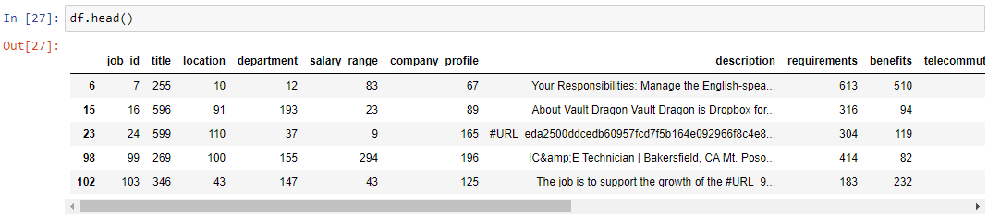 In [27]: df.head()
Out[27]:
job_id title location department salary_range company_profile description requirements benefits telecommut
6 7 255 10 12 83 67 Your Responsibilities: Manage the English-spea... 613 510
15 16 596 91 193 23 89 About Vault Dragon Vault Dragon is Dropbox for... 316 94
23 24 599 110 37 9 165 #URL_eda2500ddcedb60957fcd7f5b164e092966f8c4e8... 304 119
98 99 269 100 155 294 196 IC&amp;E Technician | Bakersfield, CA Mt. Poso... 414 82
102 103 346 43 147 43 125 The job is to support the growth of the #URL_9... 183 232